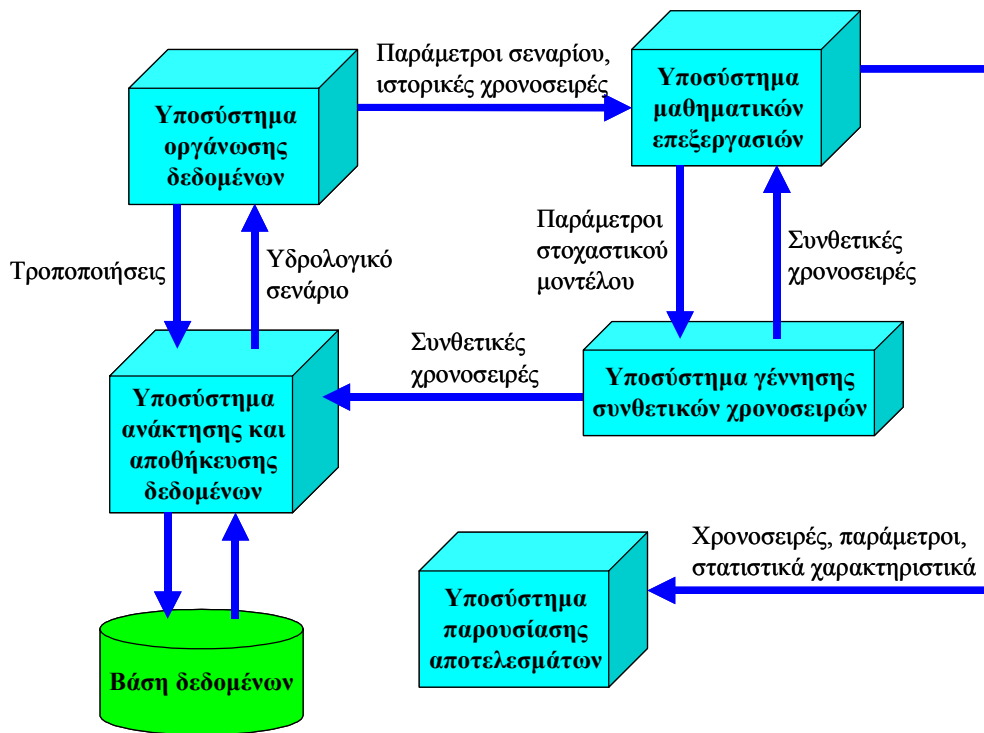 Παράμετροι σεναρίου,
ιστορικές χρονοσειρές
Υποσύστημα
οργάνωσης
δεδομένων
Υποσύστημα
μαθηματικών
επεξεργασιών
Τροποποιήσεις
Υδρολογικό
σενάριο
Παράμετροι
στοχαστικού
μοντέλου
Συνθετικές
χρονοσειρές
Συνθετικές
χρονοσειρές
Υποσύστημα
ανάκτησης και
αποθήκευσης
δεδομένων
Υποσύστημα γέννησης
συνθετικών χρονοσειρών
Χρονοσειρές, παράμετροι,
στατιστικά χαρακτηριστικά
Υποσύστημα
παρουσίασης
αποτελεσμάτων
Βάση δεδομένων